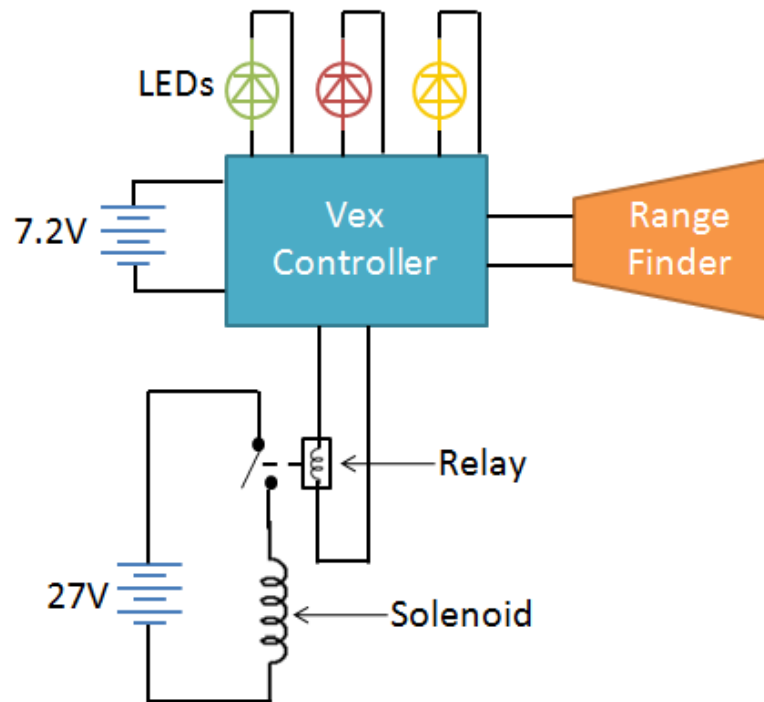 LEDs
7.2V
Vex
Controller
Range
Finder
Relay
27V
Solenoid